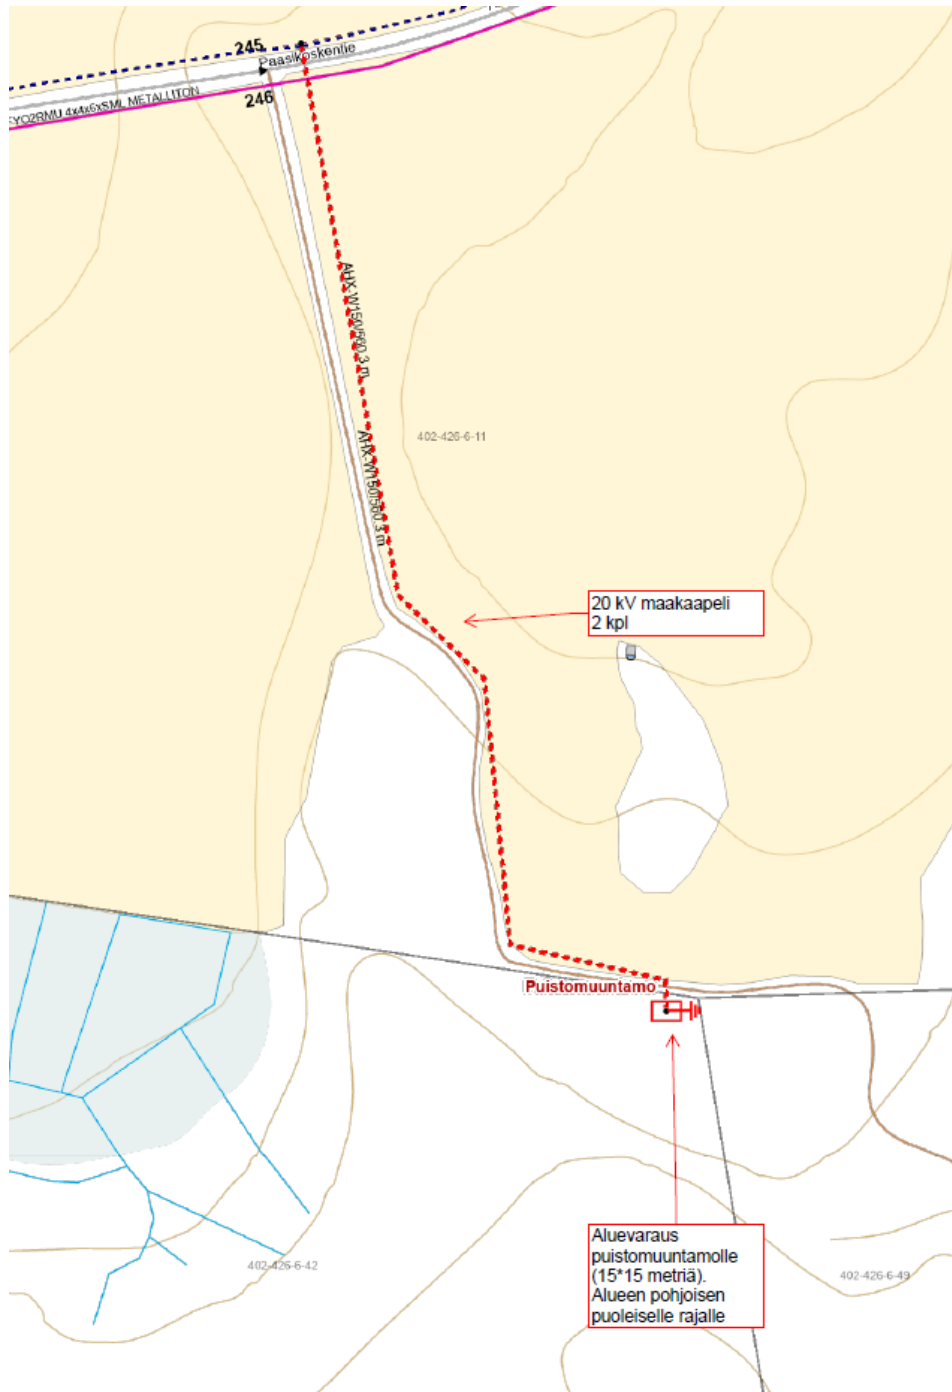 245
Paasikoskentie
246
YO2RMU 4x4x6xSML METALLITON
AHX-W150/560.3 m
402-426-6-11
AHX-W150/560.3 m
20 kV maakaapeli
2 kpl
Puistomuuntamo
Aluevaraus
puistomuuntamolle
(15*15 metriä).
Alueen pohjoisen
puoleiselle rajalle
402-426-6-42
402-426-6-49